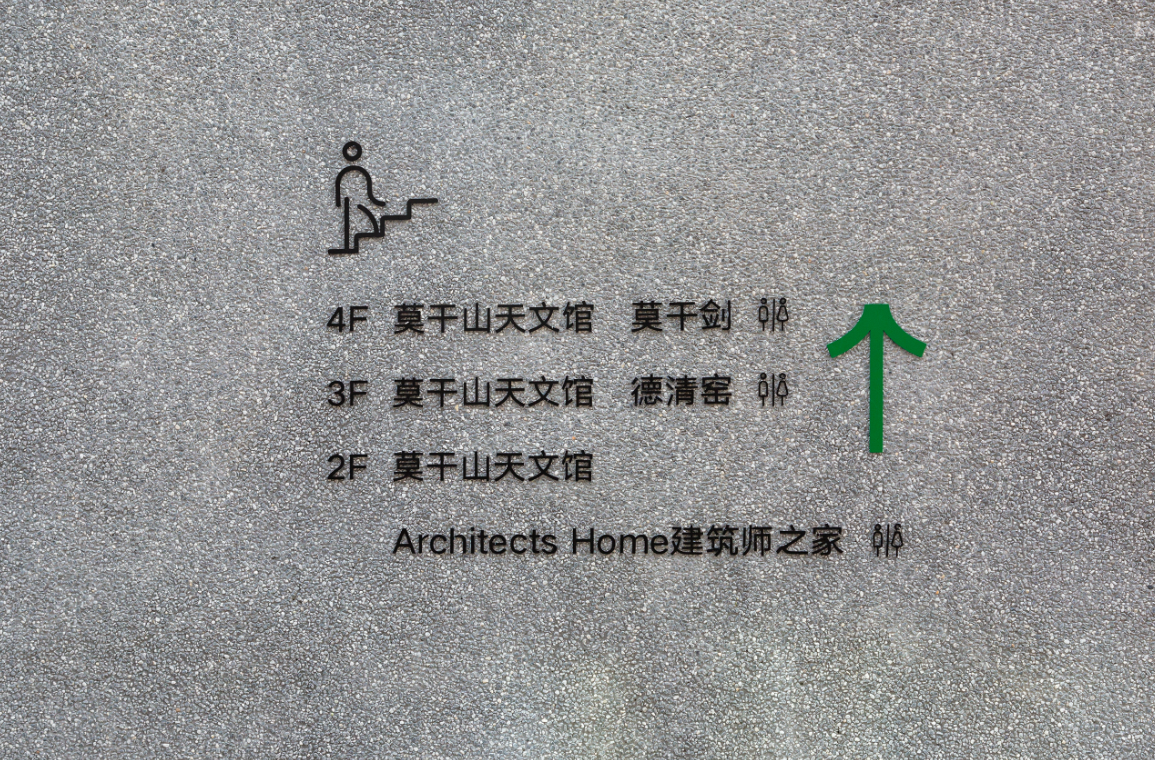 4F 莫干山天文馆 莫干剑
3F 莫干山天文馆 德清窑
2F 莫干山天文馆
Architects Home建筑师之家